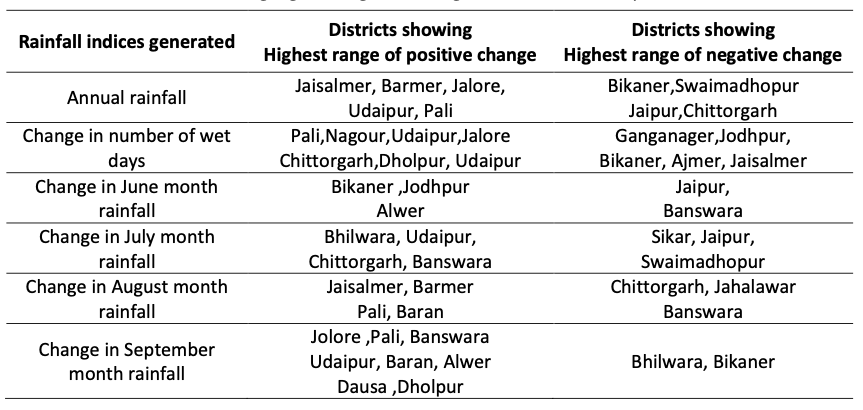 Rainfall indices generated
Districts showing
Highest range of positive change
Districts showing
Highest range of negative change
Annual rainfall
Jaisalmer, Barmer, Jalore,
Udaipur, Pali
Bikaner,Swaimadhopur
Jaipur,Chittorgarh
Change in number of wet
days
Pali,Nagour,Udaipur,Jalore
Chittorgarh,Dholpur, Udaipur
Ganganager,Jodhpur,
Bikaner, Ajmer, Jaisalmer
Change in June month
rainfall
Bikaner ,Jodhpur
Alwer
Jaipur,
Banswara
Change in July month
rainfall
Bhilwara, Udaipur,
Chittorgarh, Banswara
Sikar, Jaipur,
Swaimadhopur
Change in August month
rainfall
Jaisalmer, Barmer
Pali, Baran
Chittorgarh, Jahalawar
Banswara
Change in September
month rainfall
Jolore ,Pali, Banswara
Udaipur, Baran, Alwer
Dausa ,Dholpur
Bhilwara, Bikaner